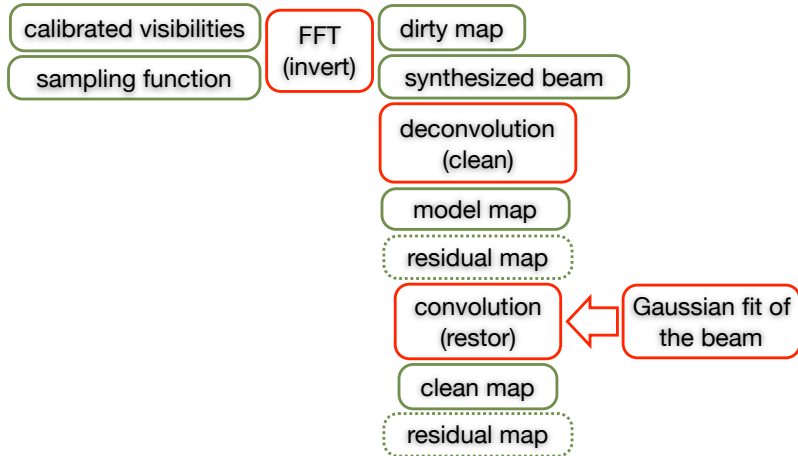 calibrated visibilities
FFT
(invert)
dirty map
sampling function
synthesized beam
deconvolution
(clean)
model map
residual map
convolution
(restor)
Gaussian fit of
the beam
clean map
residual map